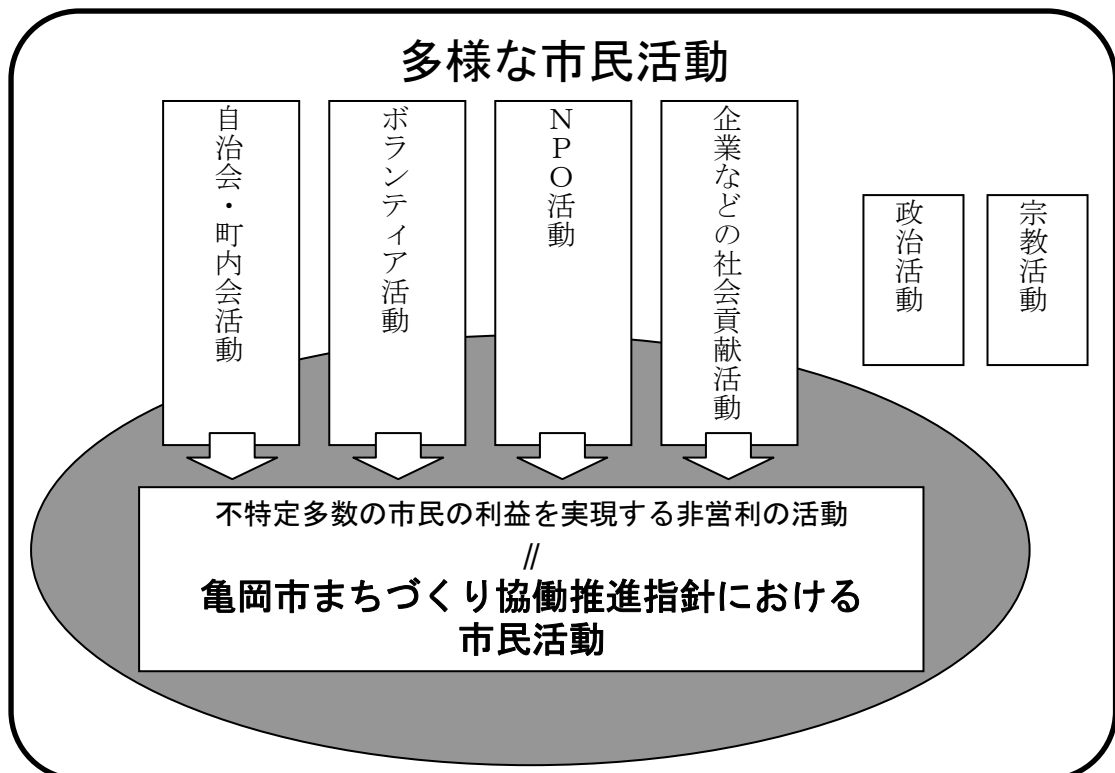 多様な市民活動
自治会・町内会活動
ボランティア活動
ＮＰＯ活動
企業などの社会貢献活動
政治活動
宗教活動
不特定多数の市民の利益を実現する非営利の活動
//
亀岡市まちづくり協働推進指針における
市民活動